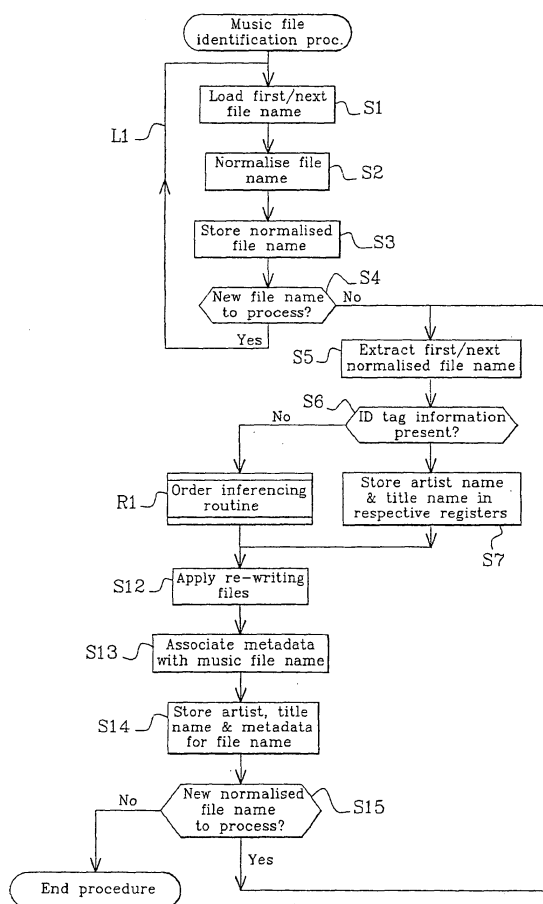 Music file
identification proc.
Load first/next
file name
S1
L1
Normalise file
name
S2
Store normalised
file name
S3
S4
New file name
to process?
No
Yes
S5
Extract first/next
normalised file name
S6
No
ID tag information
present?
R1
Order inferencing
routine
Store artist name
& title name in
respective registers
S7
S12
Apply re-writing
files
S13
Associate metadata
with music file name
S14
Store artist, title
name & metadata
for file name
No
New normalised
file name
to process?
S15
Yes
End procedure